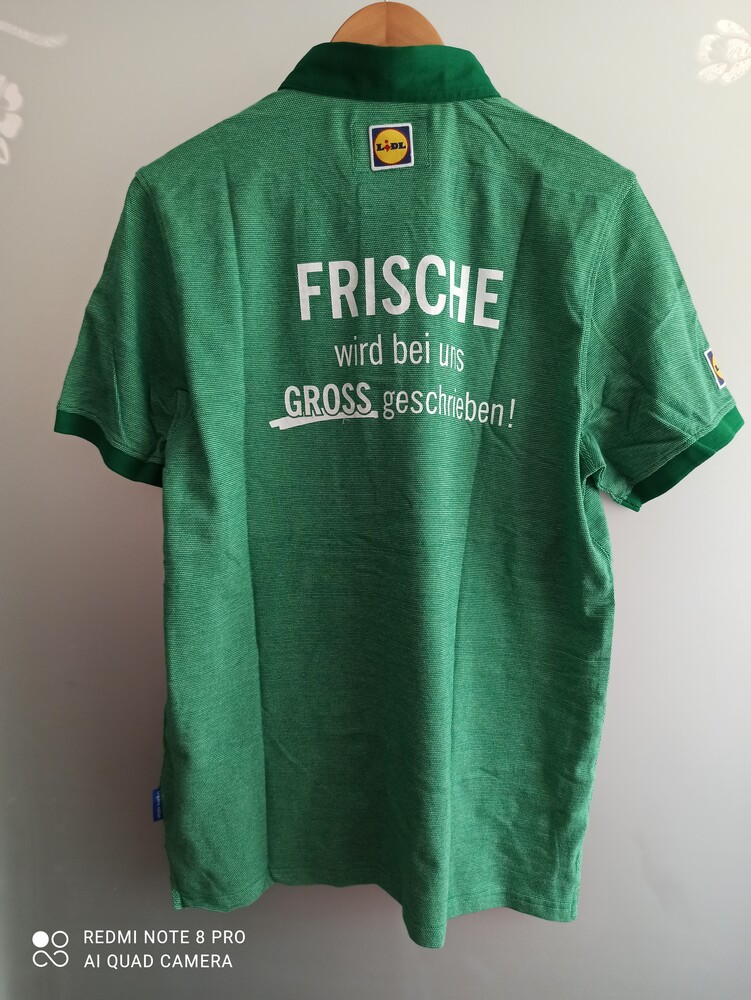 LiDL
FRISCHE
wird bei uns
GROSS geschrieben!
REDMI NOTE 8 PRO
AI QUAD CAMERA